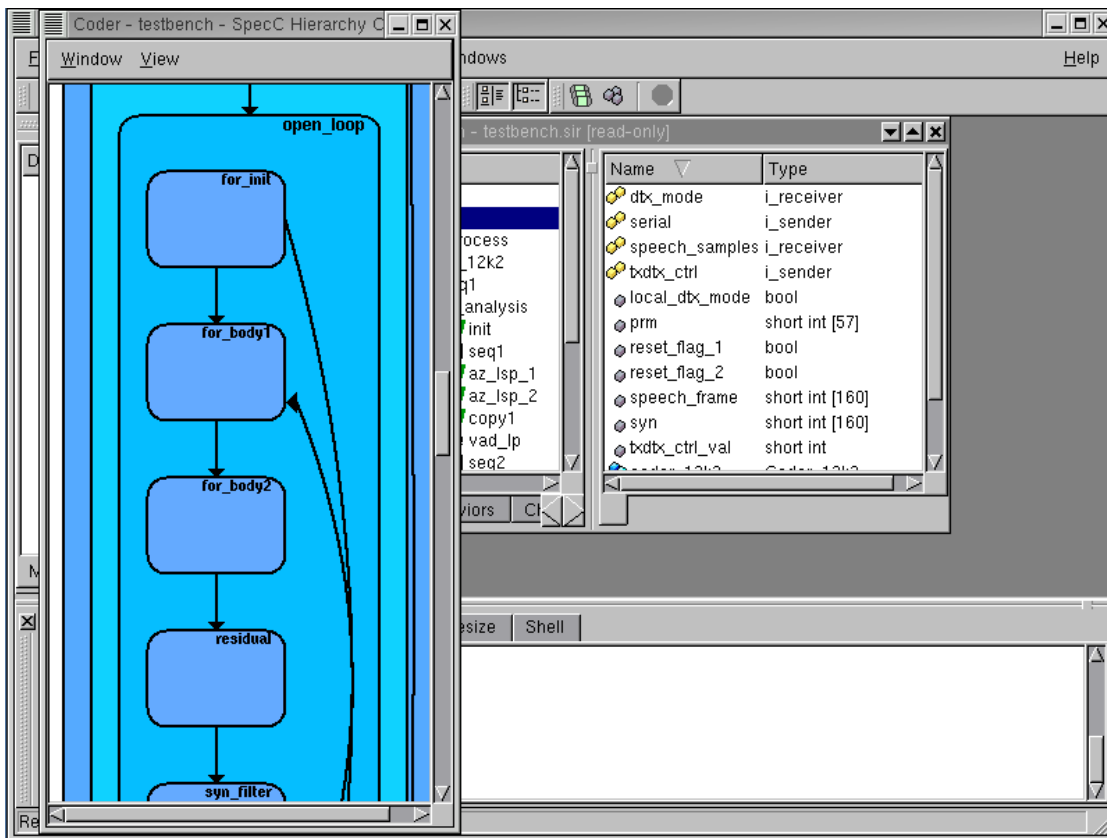 Coder - testbench - SpecC Hierarchy C
Window View
ndows
Help
open_loop
for_init
for_body1
for_body2
residual
syn_filter
- testbench.sir [read-only]
rocess
_12k2
q1
_analysis
init
seq1
az_lsp_1
az_lsp_2
copy1
vad_lp
seq2
viors
Name Type
dtx_mode i_receiver
serial i_sender
speech_samples i_receiver
txdtx_ctrl i_sender
local_dtx_mode bool
prm short int [57]
reset_flag_1 bool
reset_flag_2 bool
speech_frame short int [160]
syn short int [160]
txdtx_ctrl_val short int
esize Shell
Re